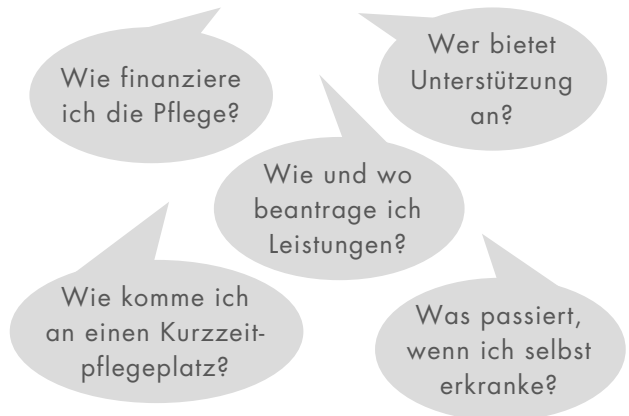 Wie finanziere
ich die Pflege?
Wer bietet
Unterstützung
an?
Wie und wo
beantrage ich
Leistungen?
Wie komme ich
an einen Kurzzeit-
pflegeplatz?
Was passiert,
wenn ich selbst
erkranke?